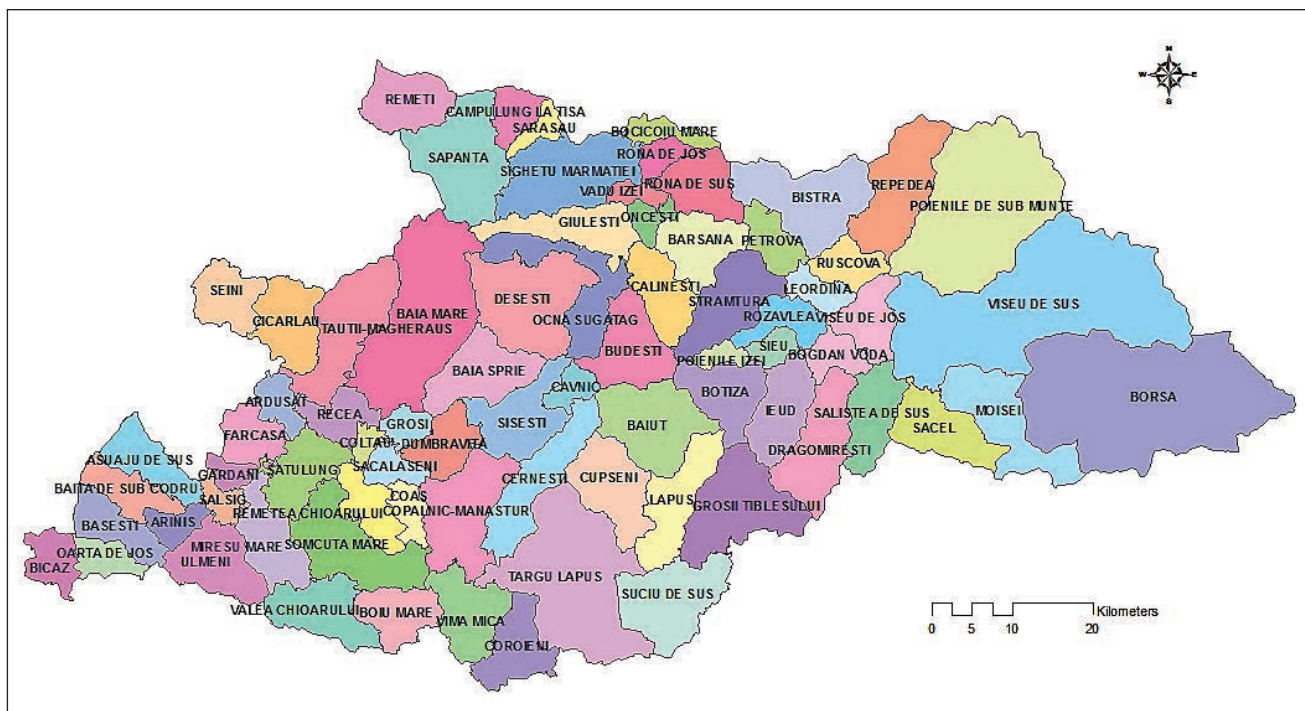 N
W E
S
REMETI
CAMPULUNG LA TISA
SARASAU
BOCICOIU MARE
SAPANTA
RONA DE JOS
SIGHETU MARMATIEI
RONA DE SUS
REPEDEA
VADU IZEI
BISTRA
POIENILE DE SUB MUNTE
ONCESTI
GIULESTI
BARSANA
PETROVA
RUSCOVA
SEINI
CALINESTI
LEORDINA
DESESTI
STRAMTURA
VISEU DE SUS
CICARLAU
BAIA MARE
ROZAVLEA
VISEU DE JOS
TAUTII-MAGHERAUS
OCNA SUGATAG
SIEU
BUDESTI
POIENILE IZEI
BOGDAN VODA
BAIA SPRIE
CAVNIC
BOTIZA
BORSA
ARDUSAT
IEUD
SALISTEA DE SUS
MOISEI
RECEA
GROSI
SISESTI
BAIUT
SACEL
FARCASA
COLTAU
DUMBRAVITA
DRAGOMIRESTI
ASUAJU DE SUS
SATULUNG
SACALASENI
GARDANI
CERNESTI
CUPSENI
BAITA DE SUB CODRU
SALSIG
COAS
LAPUS
GROSII TIBLESULUI
REMETEA CHIOARULUI
COPALNIC-MANASTUR
BASESTI
ARINIS
MIRESU MARE
SOMCUTA MARE
OARTA DE JOS
ULMENI
BICAZ
TARGU LAPUS
SUCIU DE SUS
VALEA CHIOARULUI
BOIU MARE
VIMA MICA
COROIENI
Kilometers
0 5 10 20